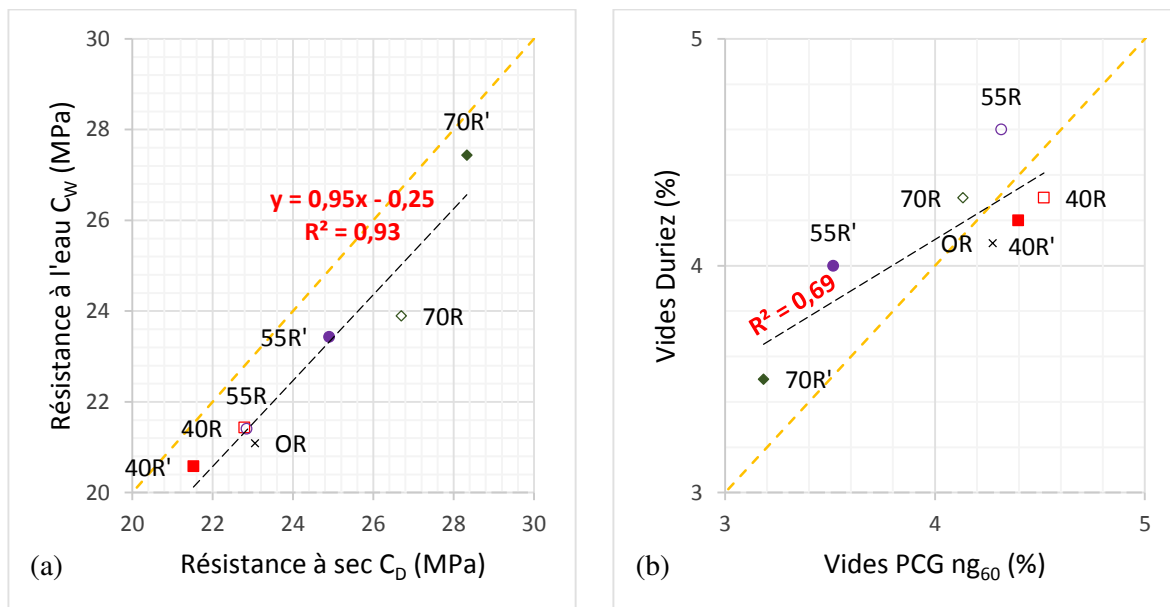 30
28
26
24
22
20
20
22
24
26
28
30
Résistance à l'eau C_W (MPa)
Résistance à sec C_D (MPa)
70R'
y = 0,95x - 0,25
R² = 0,93
70R
55R'
55R
40R
OR
40R'
(a)
5
4
3
3
4
5
Vides Duriez (%)
Vides PCG ng₆₀ (%)
55R
70R
40R
55R'
OR
40R'
R² = 0,69
70R'
(b)